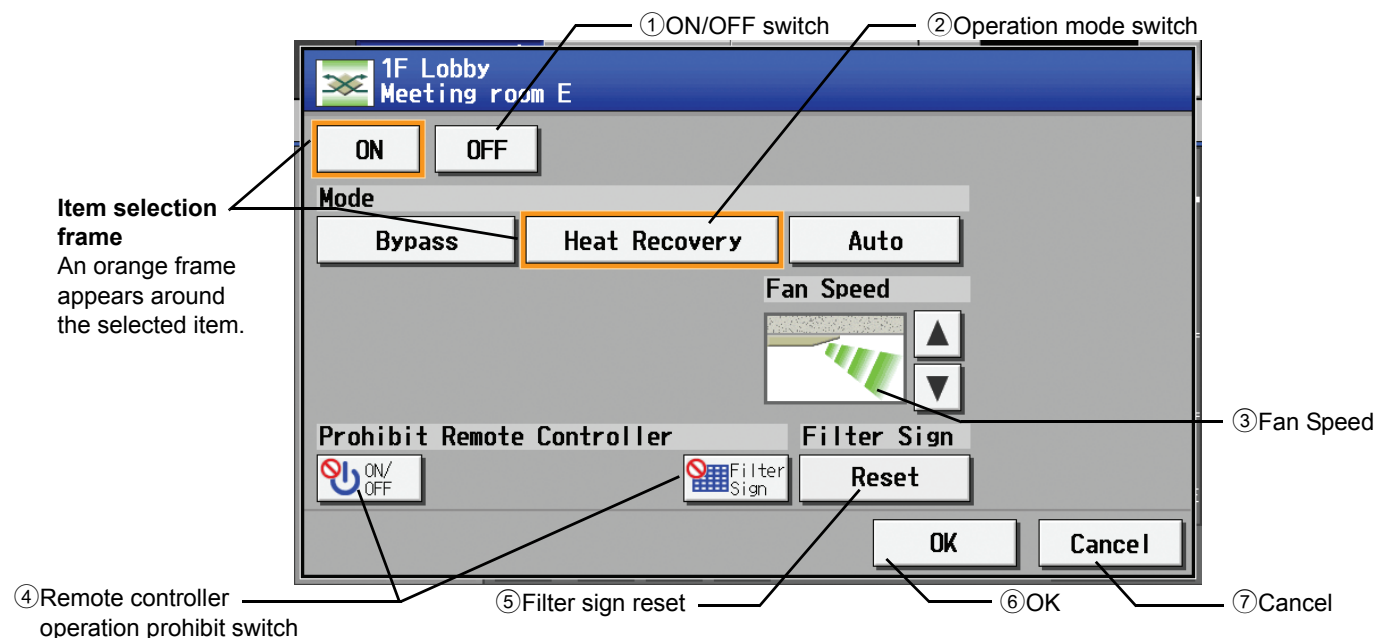 ①ON/OFF switch
②Operation mode switch
1F Lobby
Meeting room E
ON
OFF
Item selection
frame
An orange frame
appears around
the selected item.
Mode
Bypass
Heat Recovery
Auto
Fan Speed
③Fan Speed
Prohibit Remote Controller
Filter Sign
ON/
OFF
Filter
Sign
Reset
OK
Cancel
④Remote controller
operation prohibit switch
⑤Filter sign reset
⑥OK
⑦Cancel